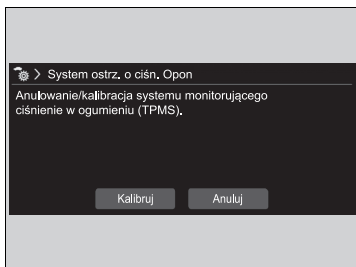 > System ostrz. o ciśn. Opon
Anulowanie/kalibracja systemu monitorującego
ciśnienie w ogumieniu (TPMS).
Kalibruj Anuluj